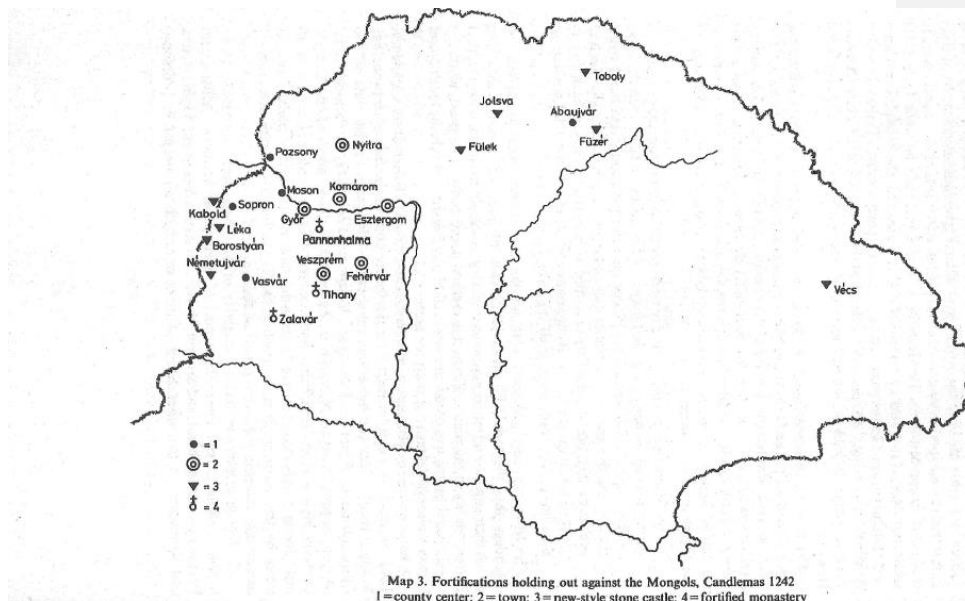 Toboly
Jolsva
Abaujvár
Füzér
Fülek
Nyitra
Pozsony
Komárom
Moson
Kabold
Sopron
Győr
Esztergom
Léka
Pannonhalma
Borostyán
Veszprém
Németujvár
Fehérvár
Vasvár
Tihany
Vécs
Zalavár
= 1
= 2
= 3
= 4
Map 3. Fortifications holding out against the Mongols, Candlemas 1242
1=county center; 2=town; 3=new-style stone castle; 4=fortified monastery